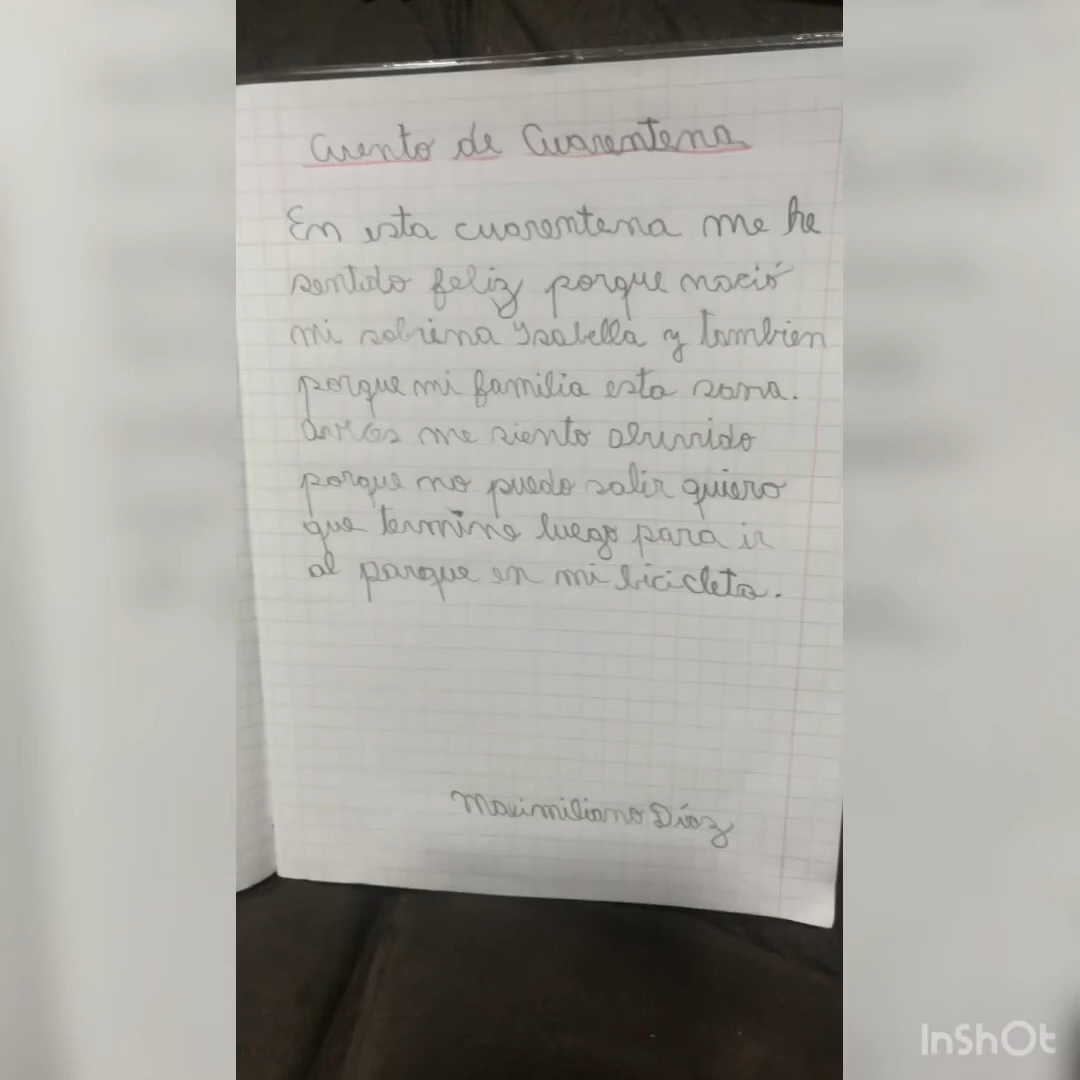 Cuento de Cuarentena
En esta cuarentena me he
sentido feliz porque nació
mi sobrina Ysabella y tambien
porque mi familia esta sana.
me siento aburrido
porque no puedo salir quiero
que termine luego para ir
al parque en mi bicicleta.
Maximiliano Díaz
InShOt